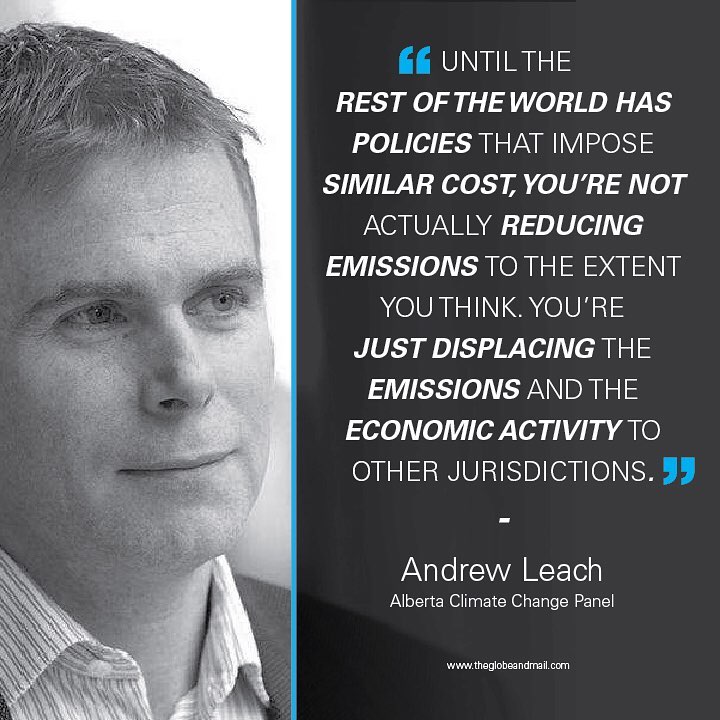 “ UNTIL THE
REST OF THE WORLD HAS
POLICIES THAT IMPOSE
SIMILAR COST, YOU’RE NOT
ACTUALLY REDUCING
EMISSIONS TO THE EXTENT
YOU THINK. YOU’RE
JUST DISPLACING THE
EMISSIONS AND THE
ECONOMIC ACTIVITY TO
OTHER JURISDICTIONS. ”
-
Andrew Leach
Alberta Climate Change Panel
www.theglobeandmail.com